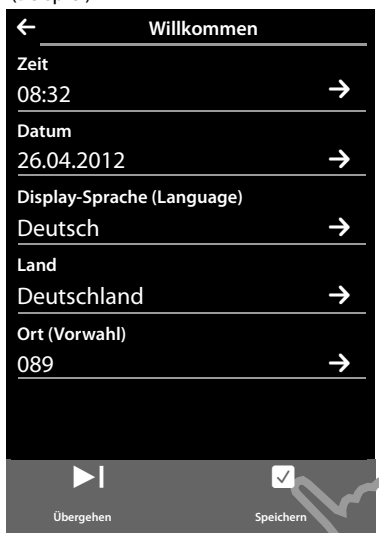 Willkommen
Zeit
08:32
Datum
26.04.2012
Display-Sprache (Language)
Deutsch
Land
Deutschland
Ort (Vorwahl)
089
Übergehen Speichern